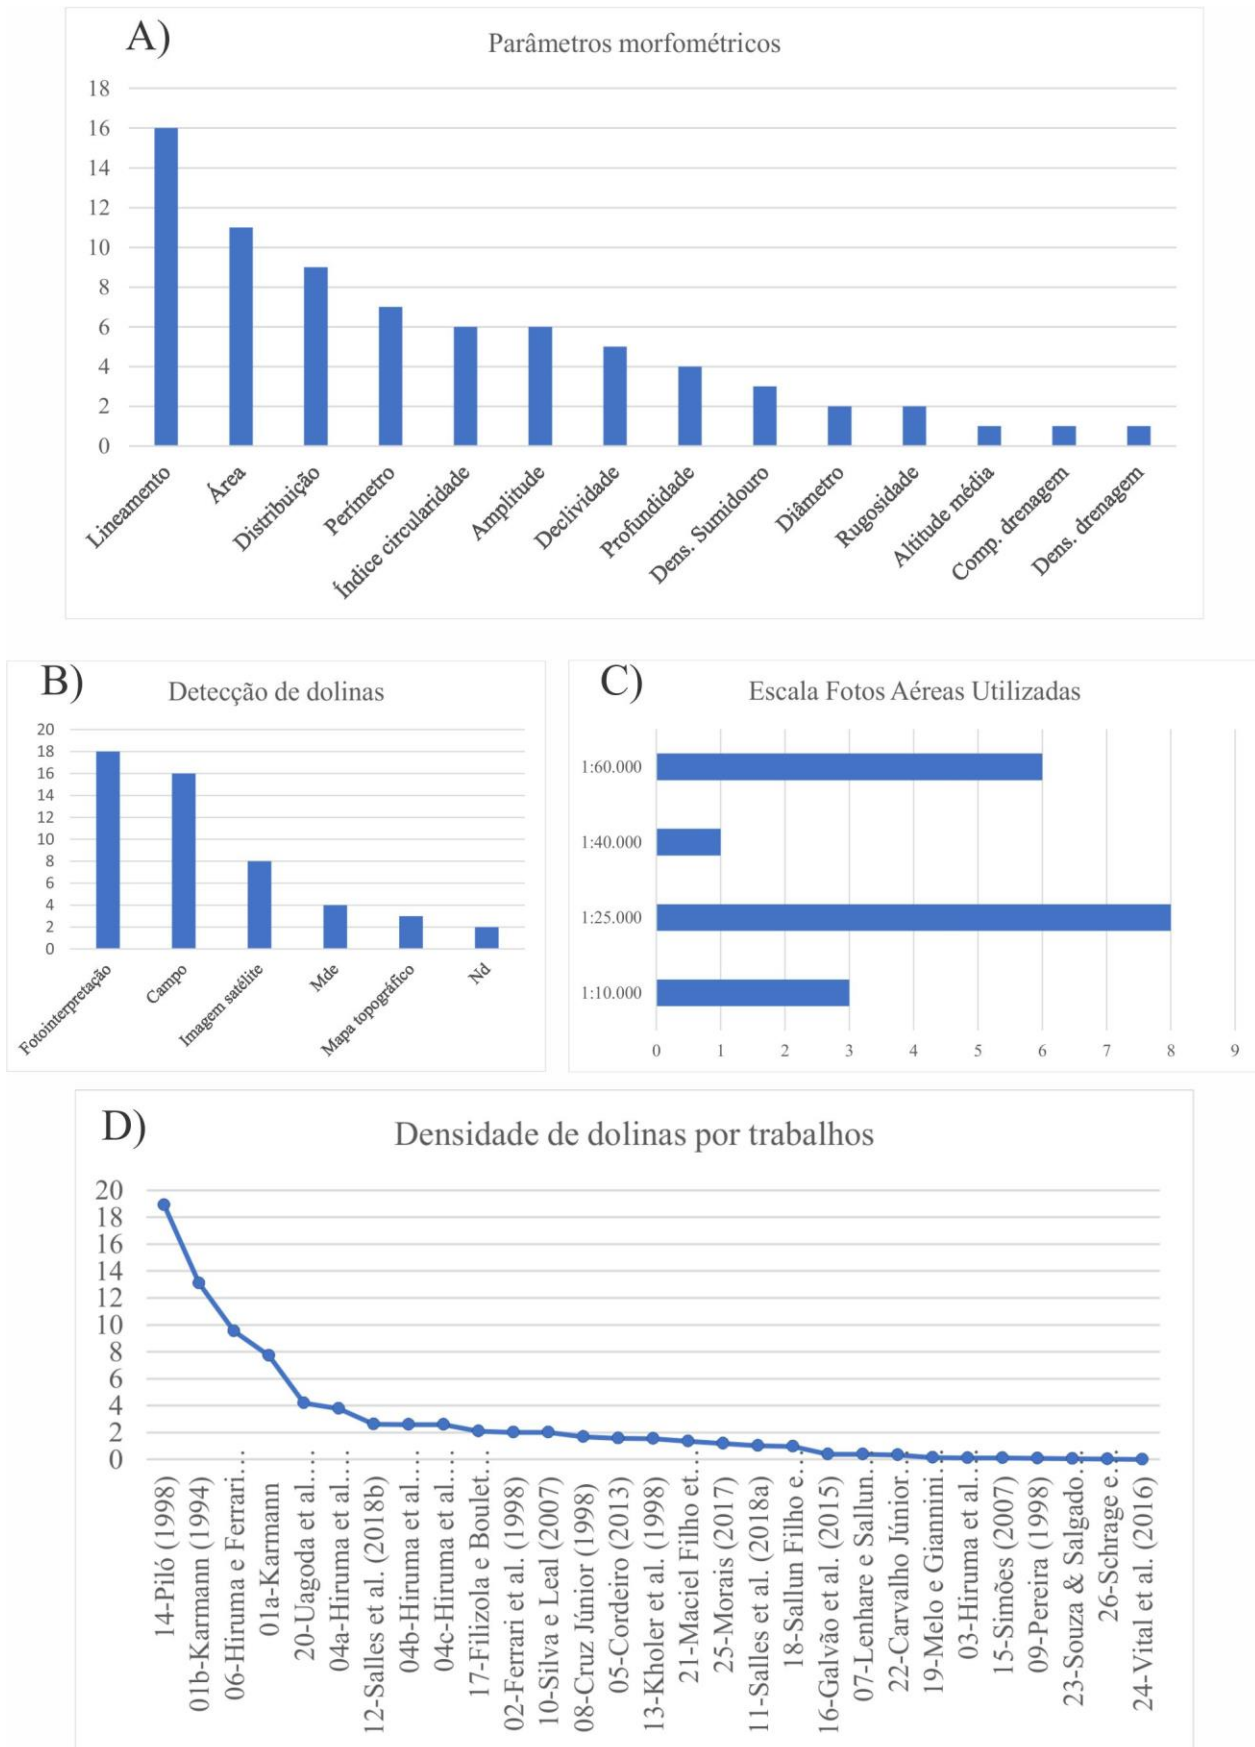 A)
Parâmetros morfométricos
18
16
14
12
10
8
6
4
2
0
Lineamento
Área
Distribuição
Perímetro
Índice circularidade
Amplitude
Declividade
Profundidade
Dens. Sumidouro
Diâmetro
Rugosidade
Altitude média
Comp. drenagem
Dens. drenagem
B)
Detecção de dolinas
20
18
16
14
12
10
8
6
4
2
0
Fotointerpretação
Campo
Imagem satélite
Mde
Mapa topográfico
Nd
C)
Escala Fotos Aéreas Utilizadas
1:60.000
1:40.000
1:25.000
1:10.000
0 1 2 3 4 5 6 7 8 9
D)
Densidade de dolinas por trabalhos
20
18
16
14
12
10
8
6
4
2
0
14-Piló (1998)
01b-Karmann (1994)
06-Hiruma e Ferrari…
01a-Karmann
20-Uagoda et al.…
04a-Hiruma et al.…
12-Salles et al. (2018b)
04b-Hiruma et al.…
04c-Hiruma et al.…
17-Filizola e Boulet…
02-Ferrari et al. (1998)
10-Silva e Leal (2007)
08-Cruz Júnior (1998)
05-Cordeiro (2013)
13-Kholer et al. (1998)
21-Maciel Filho et…
25-Morais (2017)
11-Salles et al. (2018a)
18-Sallun Filho e…
16-Galvão et al. (2015)
07-Lenhare e Sallun…
22-Carvalho Júnior…
19-Melo e Giannini…
03-Hiruma et al…
15-Simões (2007)
09-Pereira (1998)
23-Souza & Salgado…
26-Schrage e…
24-Vital et al. (2016)